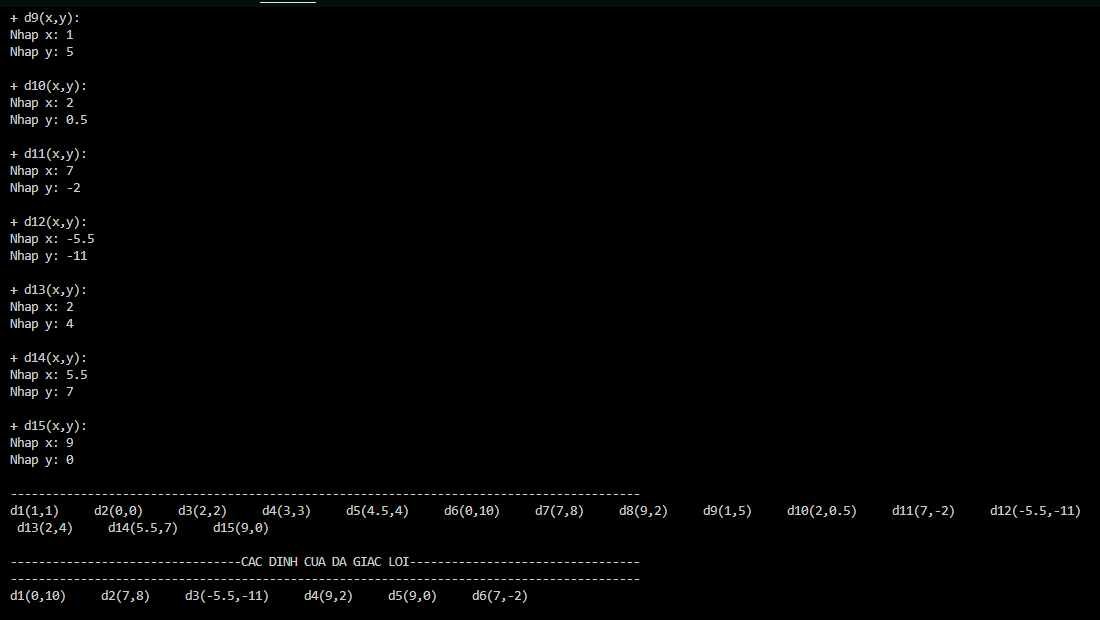 + d9(x,y):
Nhap x: 1
Nhap y: 5
+ d10(x,y):
Nhap x: 2
Nhap y: 0.5
+ d11(x,y):
Nhap x: 7
Nhap y: -2
+ d12(x,y):
Nhap x: -5.5
Nhap y: -11
+ d13(x,y):
Nhap x: 2
Nhap y: 4
+ d14(x,y):
Nhap x: 5.5
Nhap y: 7
+ d15(x,y):
Nhap x: 9
Nhap y: 0
------------------------------------------------------------------------------------------
d1(1,1)     d2(0,0)     d3(2,2)     d4(3,3)     d5(4.5,4)     d6(0,10)     d7(7,8)     d8(9,2)     d9(1,5)     d10(2,0.5)     d11(7,-2)     d12(-5.5,-11)
d13(2,4)     d14(5.5,7)     d15(9,0)
---------------------------------CAC DINH CUA DA GIAC LOI---------------------------------
------------------------------------------------------------------------------------------
d1(0,10)     d2(7,8)     d3(-5.5,-11)     d4(9,2)     d5(9,0)     d6(7,-2)